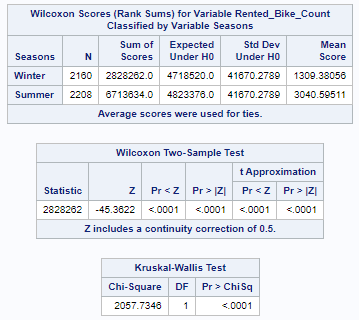 Wilcoxon Scores (Rank Sums) for Variable Rented_Bike_Count
Classified by Variable Seasons
Seasons N Sum of Scores Expected Under H0 Std Dev Under H0 Mean Score
Winter 2160 2828262.0 4718520.0 41670.2789 1309.38056
Summer 2208 6713634.0 4823376.0 41670.2789 3040.59511
Average scores were used for ties.
Wilcoxon Two-Sample Test
t Approximation
Statistic Z Pr < Z Pr > |Z| Pr < Z Pr > |Z|
2828262 -45.3622 <.0001 <.0001 <.0001 <.0001
Z includes a continuity correction of 0.5.
Kruskal-Wallis Test
Chi-Square DF Pr > ChiSq
2057.7346 1 <.0001